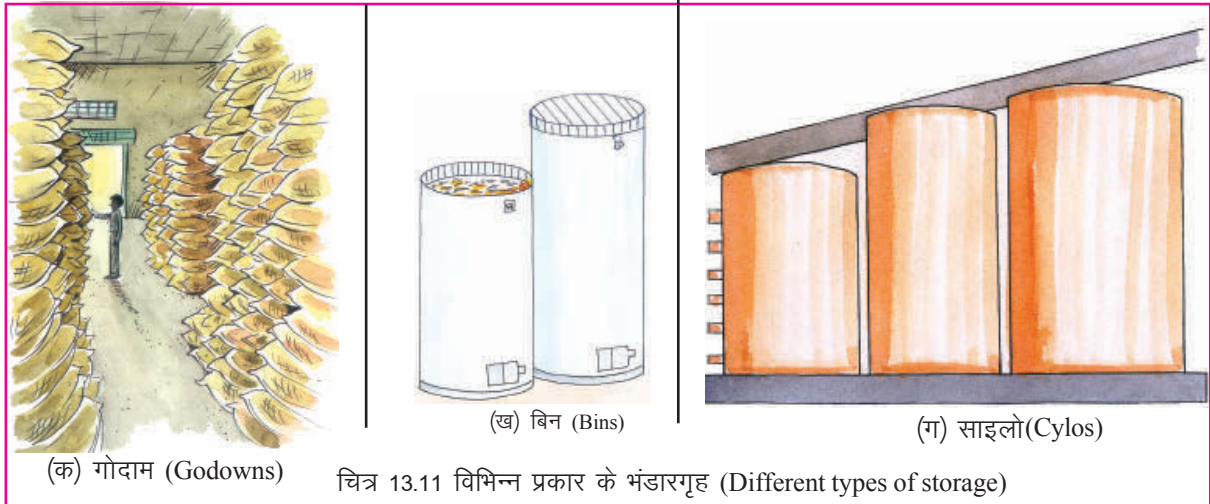 (क) गोदाम (Godowns)
(ख) बिन (Bins)
(ग) साइलो(Cylos)
चित्र 13.11 विभिन्न प्रकार के भंडारगृह (Different types of storage)